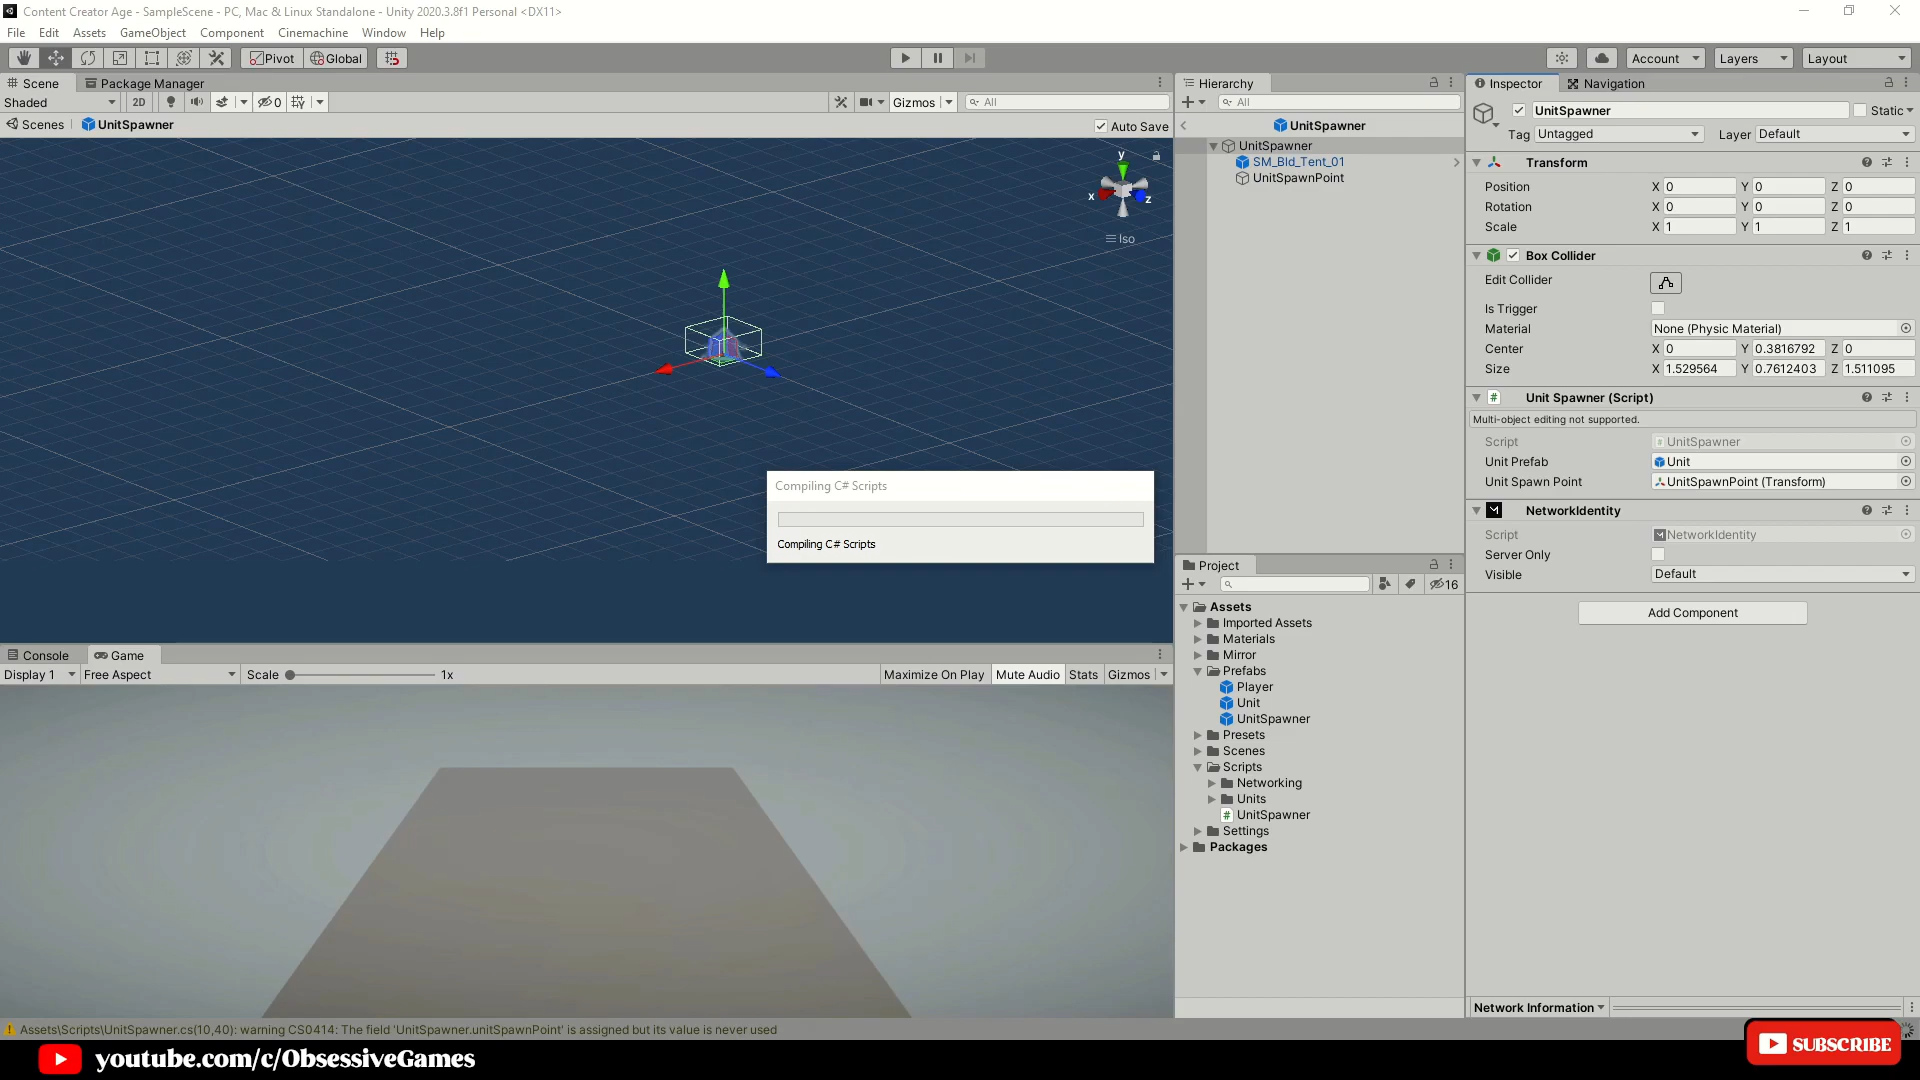 Content Creator Age - SampleScene - PC, Mac & Linux Standalone - Unity 2020.3.8f1 Personal <DX11>
File Edit Assets GameObject Component Cinemachine Window Help
Pivot Global Account Layers Layout
Scene Package Manager
Shaded 2D 0 Gizmos All
Scenes UnitSpawner Auto Save
y
x
z
Iso
Compiling C# Scripts
Compiling C# Scripts
Console Game
Display 1 Free Aspect Scale 1x Maximize On Play Mute Audio Stats Gizmos
Hierarchy
All
UnitSpawner
UnitSpawner
SM_Bld_Tent_01
UnitSpawnPoint
Project
16
Assets
Imported Assets
Materials
Mirror
Prefabs
Player
Unit
UnitSpawner
Presets
Scenes
Scripts
Networking
Units
# UnitSpawner
Settings
Packages
Inspector Navigation
UnitSpawner Static
Tag Untagged Layer Default
Transform
Position X 0 Y 0 Z 0
Rotation X 0 Y 0 Z 0
Scale X 1 Y 1 Z 1
Box Collider
Edit Collider
Is Trigger
Material None (Physic Material)
Center X 0 Y 0.3816792 Z 0
Size X 1.529564 Y 0.7612403 Z 1.511095
# Unit Spawner (Script)
Multi-object editing not supported.
Script UnitSpawner
Unit Prefab Unit
Unit Spawn Point UnitSpawnPoint (Transform)
NetworkIdentity
Script NetworkIdentity
Server Only
Visible Default
Add Component
Network Information
Assets\Scripts\UnitSpawner.cs(10,40): warning CS0414: The field 'UnitSpawner.unitSpawnPoint' is assigned but its value is never used
youtube.com/c/ObsessiveGames
SUBSCRIBE